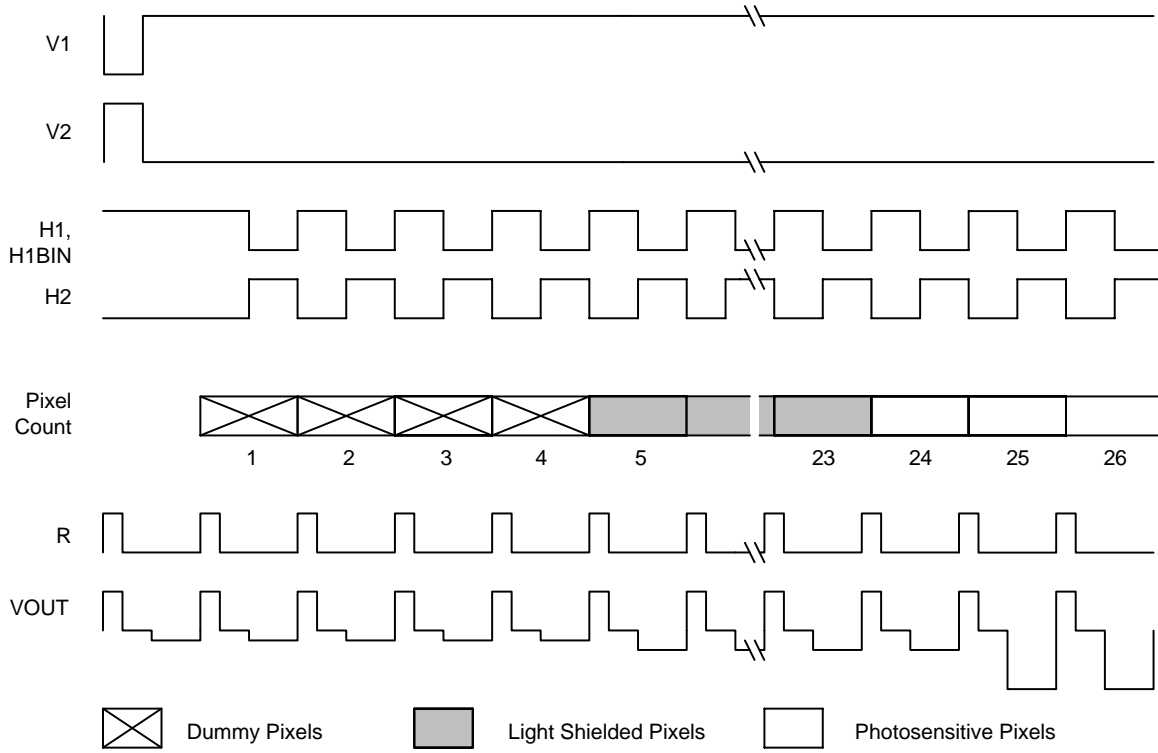 V1
V2
H1,
H1BIN
H2
Pixel
Count
1 2 3 4 5 23 24 25 26
R
VOUT
Dummy Pixels Light Shielded Pixels Photosensitive Pixels